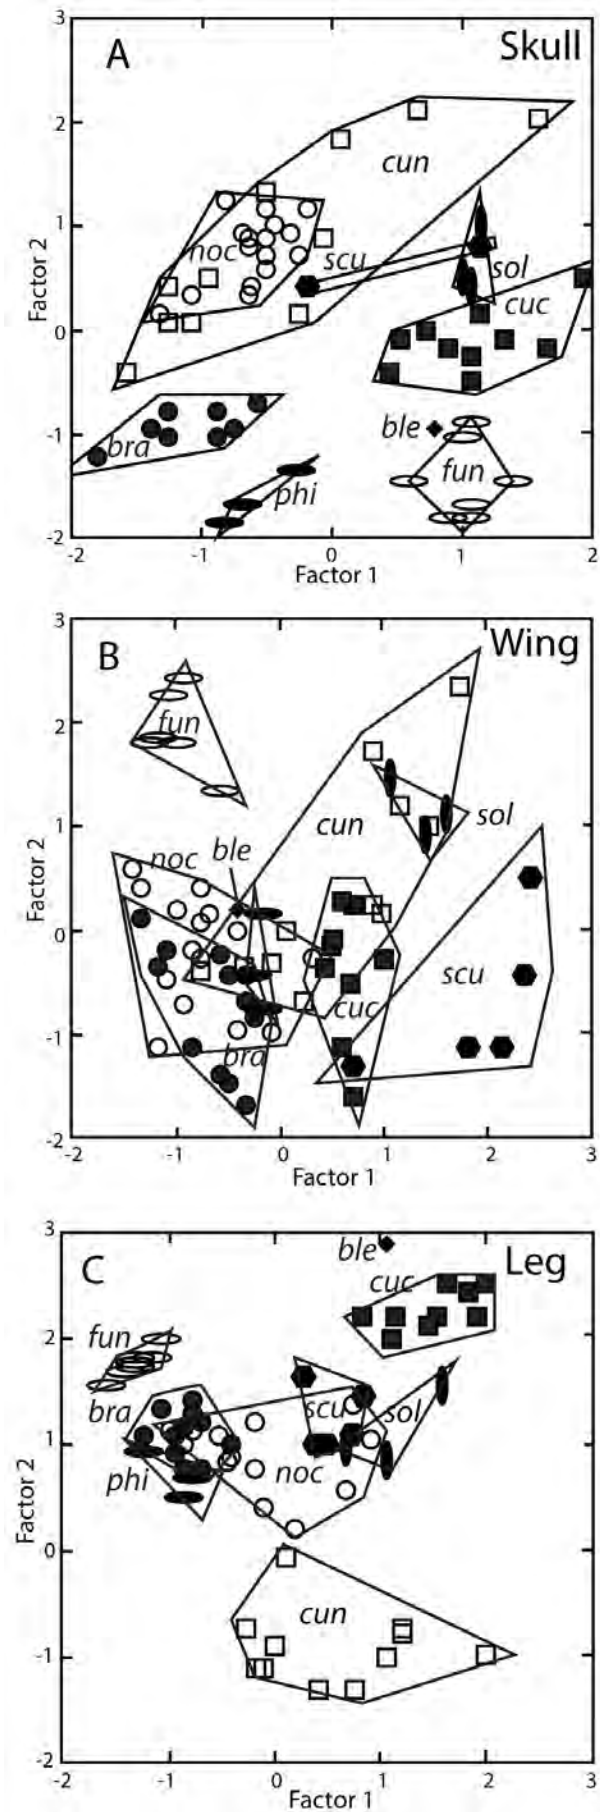 A
Skull
3
2
1
0
-1
-2
Factor 2
cun
noc
scu
sol
cuc
bra
ble
fun
phi
-2
-1
0
1
2
Factor 1
B
Wing
3
2
1
0
-1
-2
Factor 2
fun
noc
ble
cun
sol
scu
cuc
bra
-2
-1
0
1
2
3
Factor 1
C
Leg
3
2
1
0
-1
-2
Factor 2
ble
cuc
fun
bra
scu
sol
phi
noc
cun
-2
-1
0
1
2
3
Factor 1